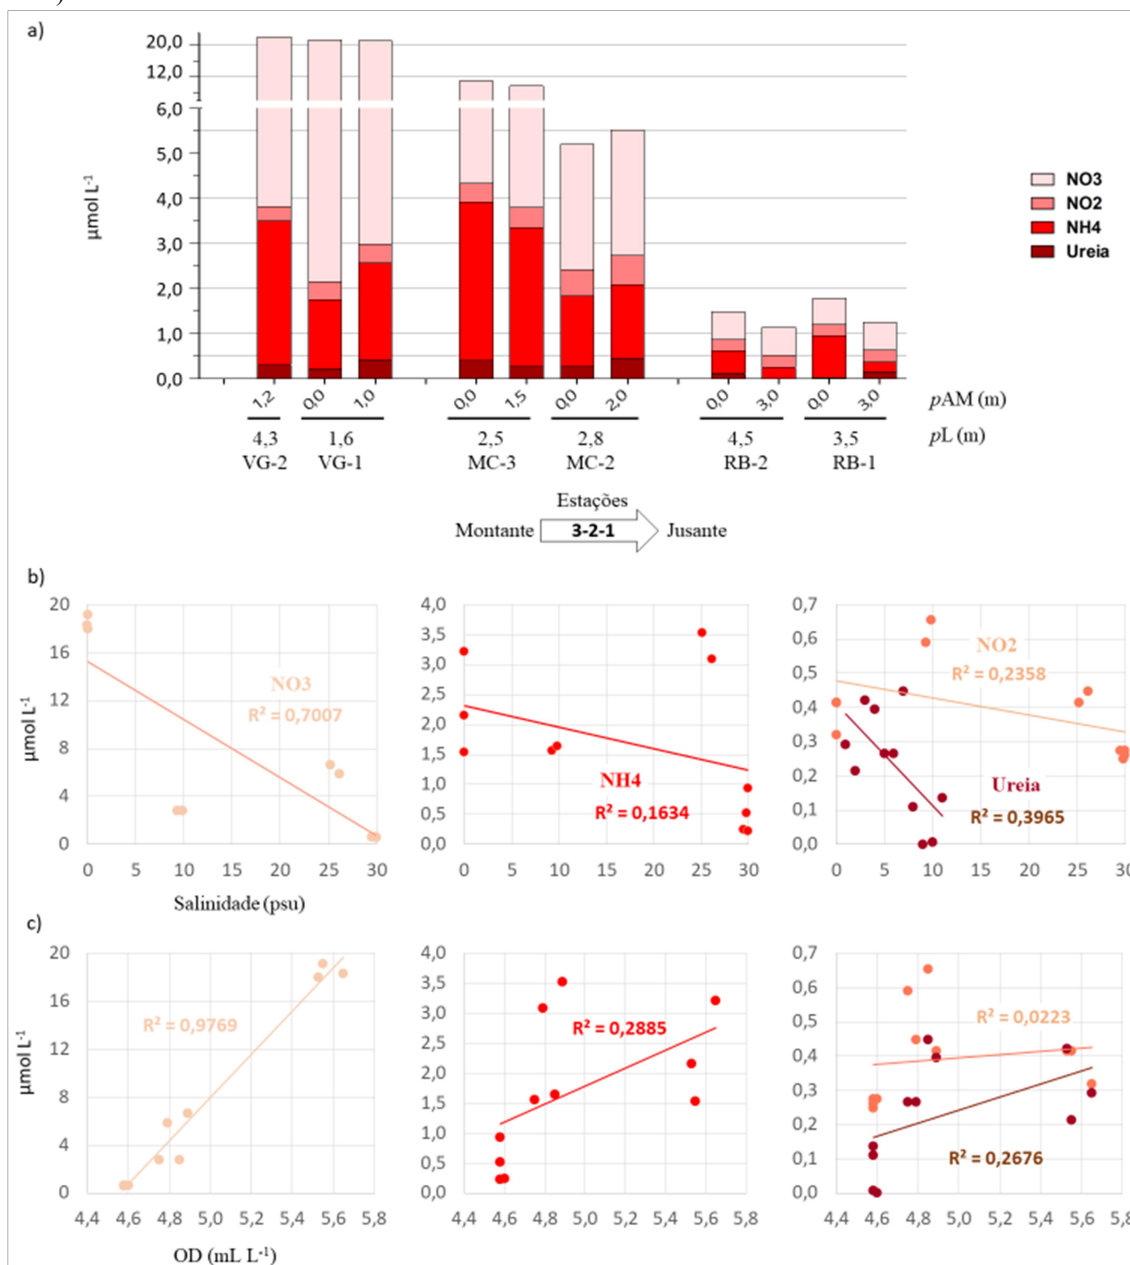 a)
20,0
12,0
6,0
5,0
4,0
3,0
2,0
1,0
0,0
µmol L-1
NO3
NO2
NH4
Ureia
1,2 0,0 1,0 0,0 1,5 0,0 2,0 0,0 3,0 0,0 3,0 pAM (m)
4,3 1,6 2,5 2,8 4,5 3,5 pL (m)
VG-2 VG-1 MC-3 MC-2 RB-2 RB-1
Estações
Montante 3-2-1 Jusante
b)
20
16
12
8
4
0
µmol L-1
NO3
R² = 0,7007
0 5 10 15 20 25 30
Salinidade (psu)
4,0
3,5
3,0
2,5
2,0
1,5
1,0
0,5
0,0
NH4
R² = 0,1634
0 5 10 15 20 25 30
0,7
0,6
0,5
0,4
0,3
0,2
0,1
0,0
NO2
R² = 0,2358
Ureia
R² = 0,3965
0 5 10 15 20 25 30
c)
20
16
12
8
4
0
µmol L-1
R² = 0,9769
4,4 4,6 4,8 5,0 5,2 5,4 5,6 5,8
OD (mL L-1)
4,0
3,5
3,0
2,5
2,0
1,5
1,0
0,5
0,0
R² = 0,2885
4,4 4,6 4,8 5,0 5,2 5,4 5,6 5,8
0,7
0,6
0,5
0,4
0,3
0,2
0,1
0,0
R² = 0,0223
R² = 0,2676
4,4 4,6 4,8 5,0 5,2 5,4 5,6 5,8